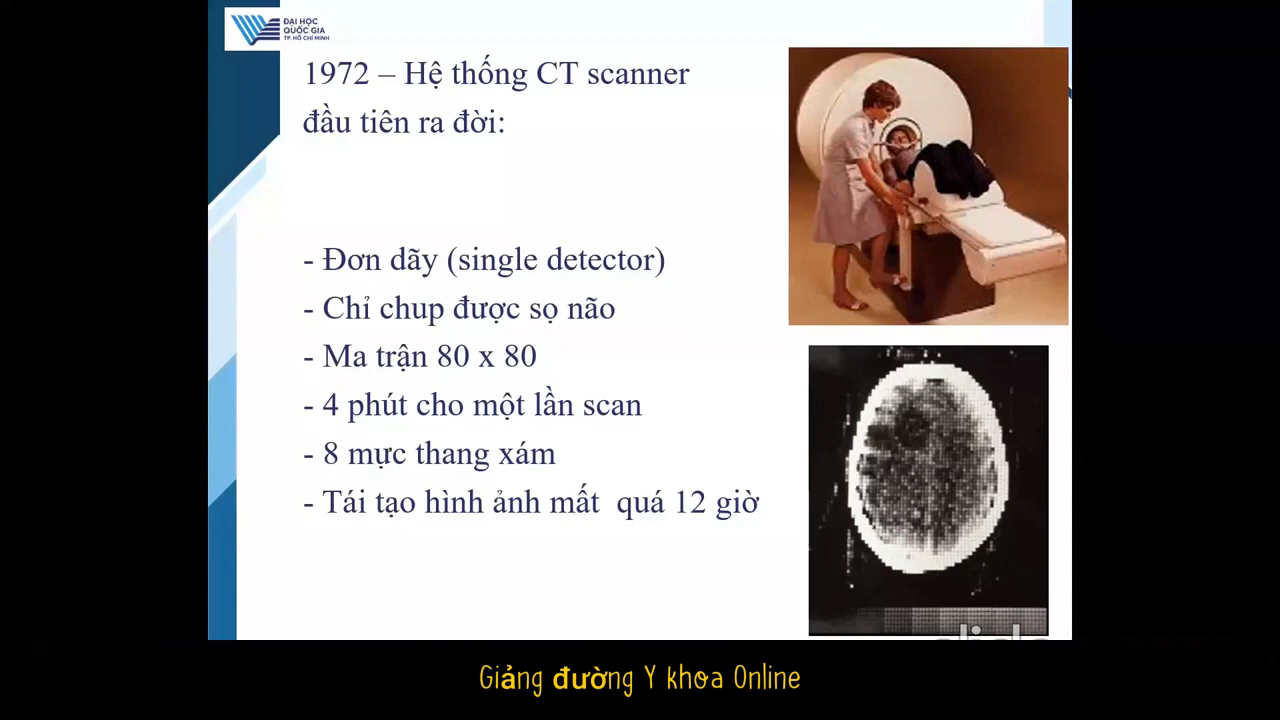 ĐẠI HỌC
QUỐC GIA
TP. HỒ CHÍ MINH
1972 – Hệ thống CT scanner
đầu tiên ra đời:
- Đơn dãy (single detector)
- Chỉ chup được sọ não
- Ma trận 80 x 80
- 4 phút cho một lần scan
- 8 mực thang xám
- Tái tạo hình ảnh mất quá 12 giờ
Giảng đường Y khoa Online